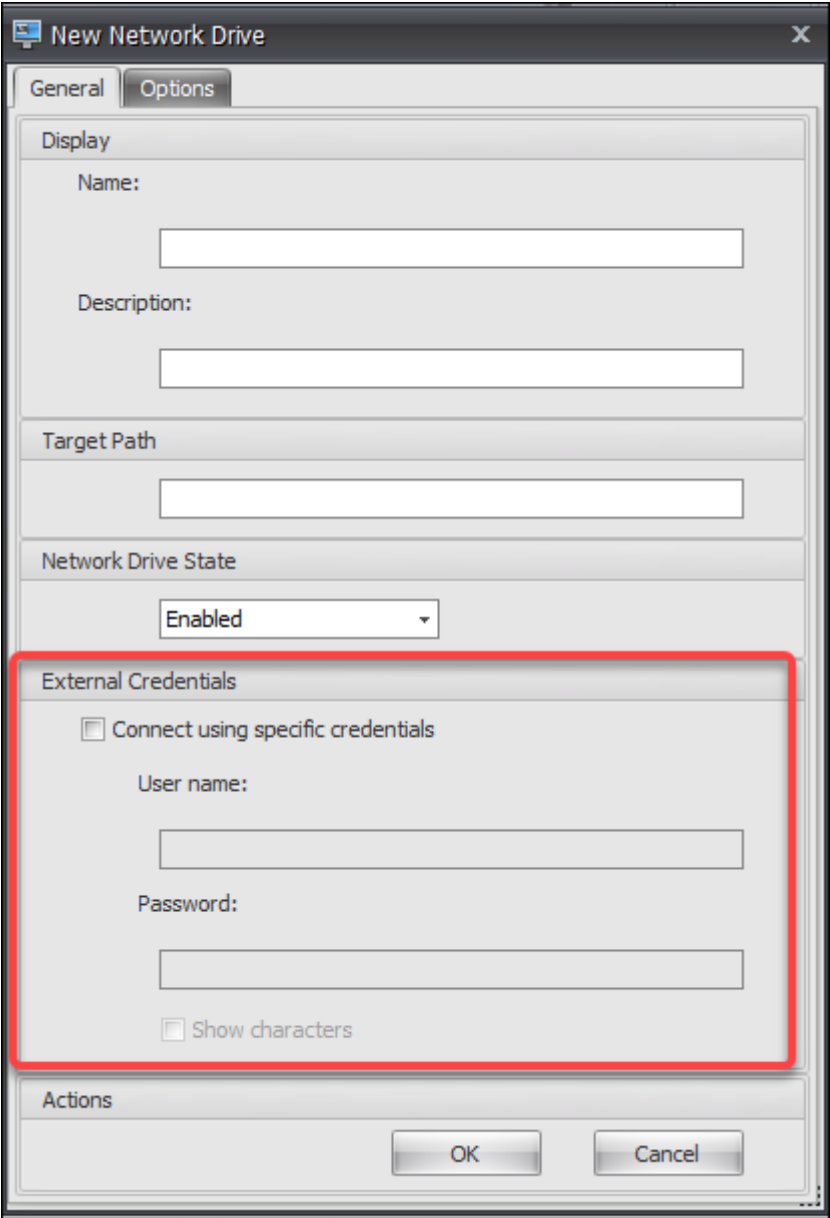 New Network Drive
General Options
Display
Name:
Description:
Target Path
Network Drive State
Enabled
External Credentials
Connect using specific credentials
User name:
Password:
Show characters
Actions
OK Cancel